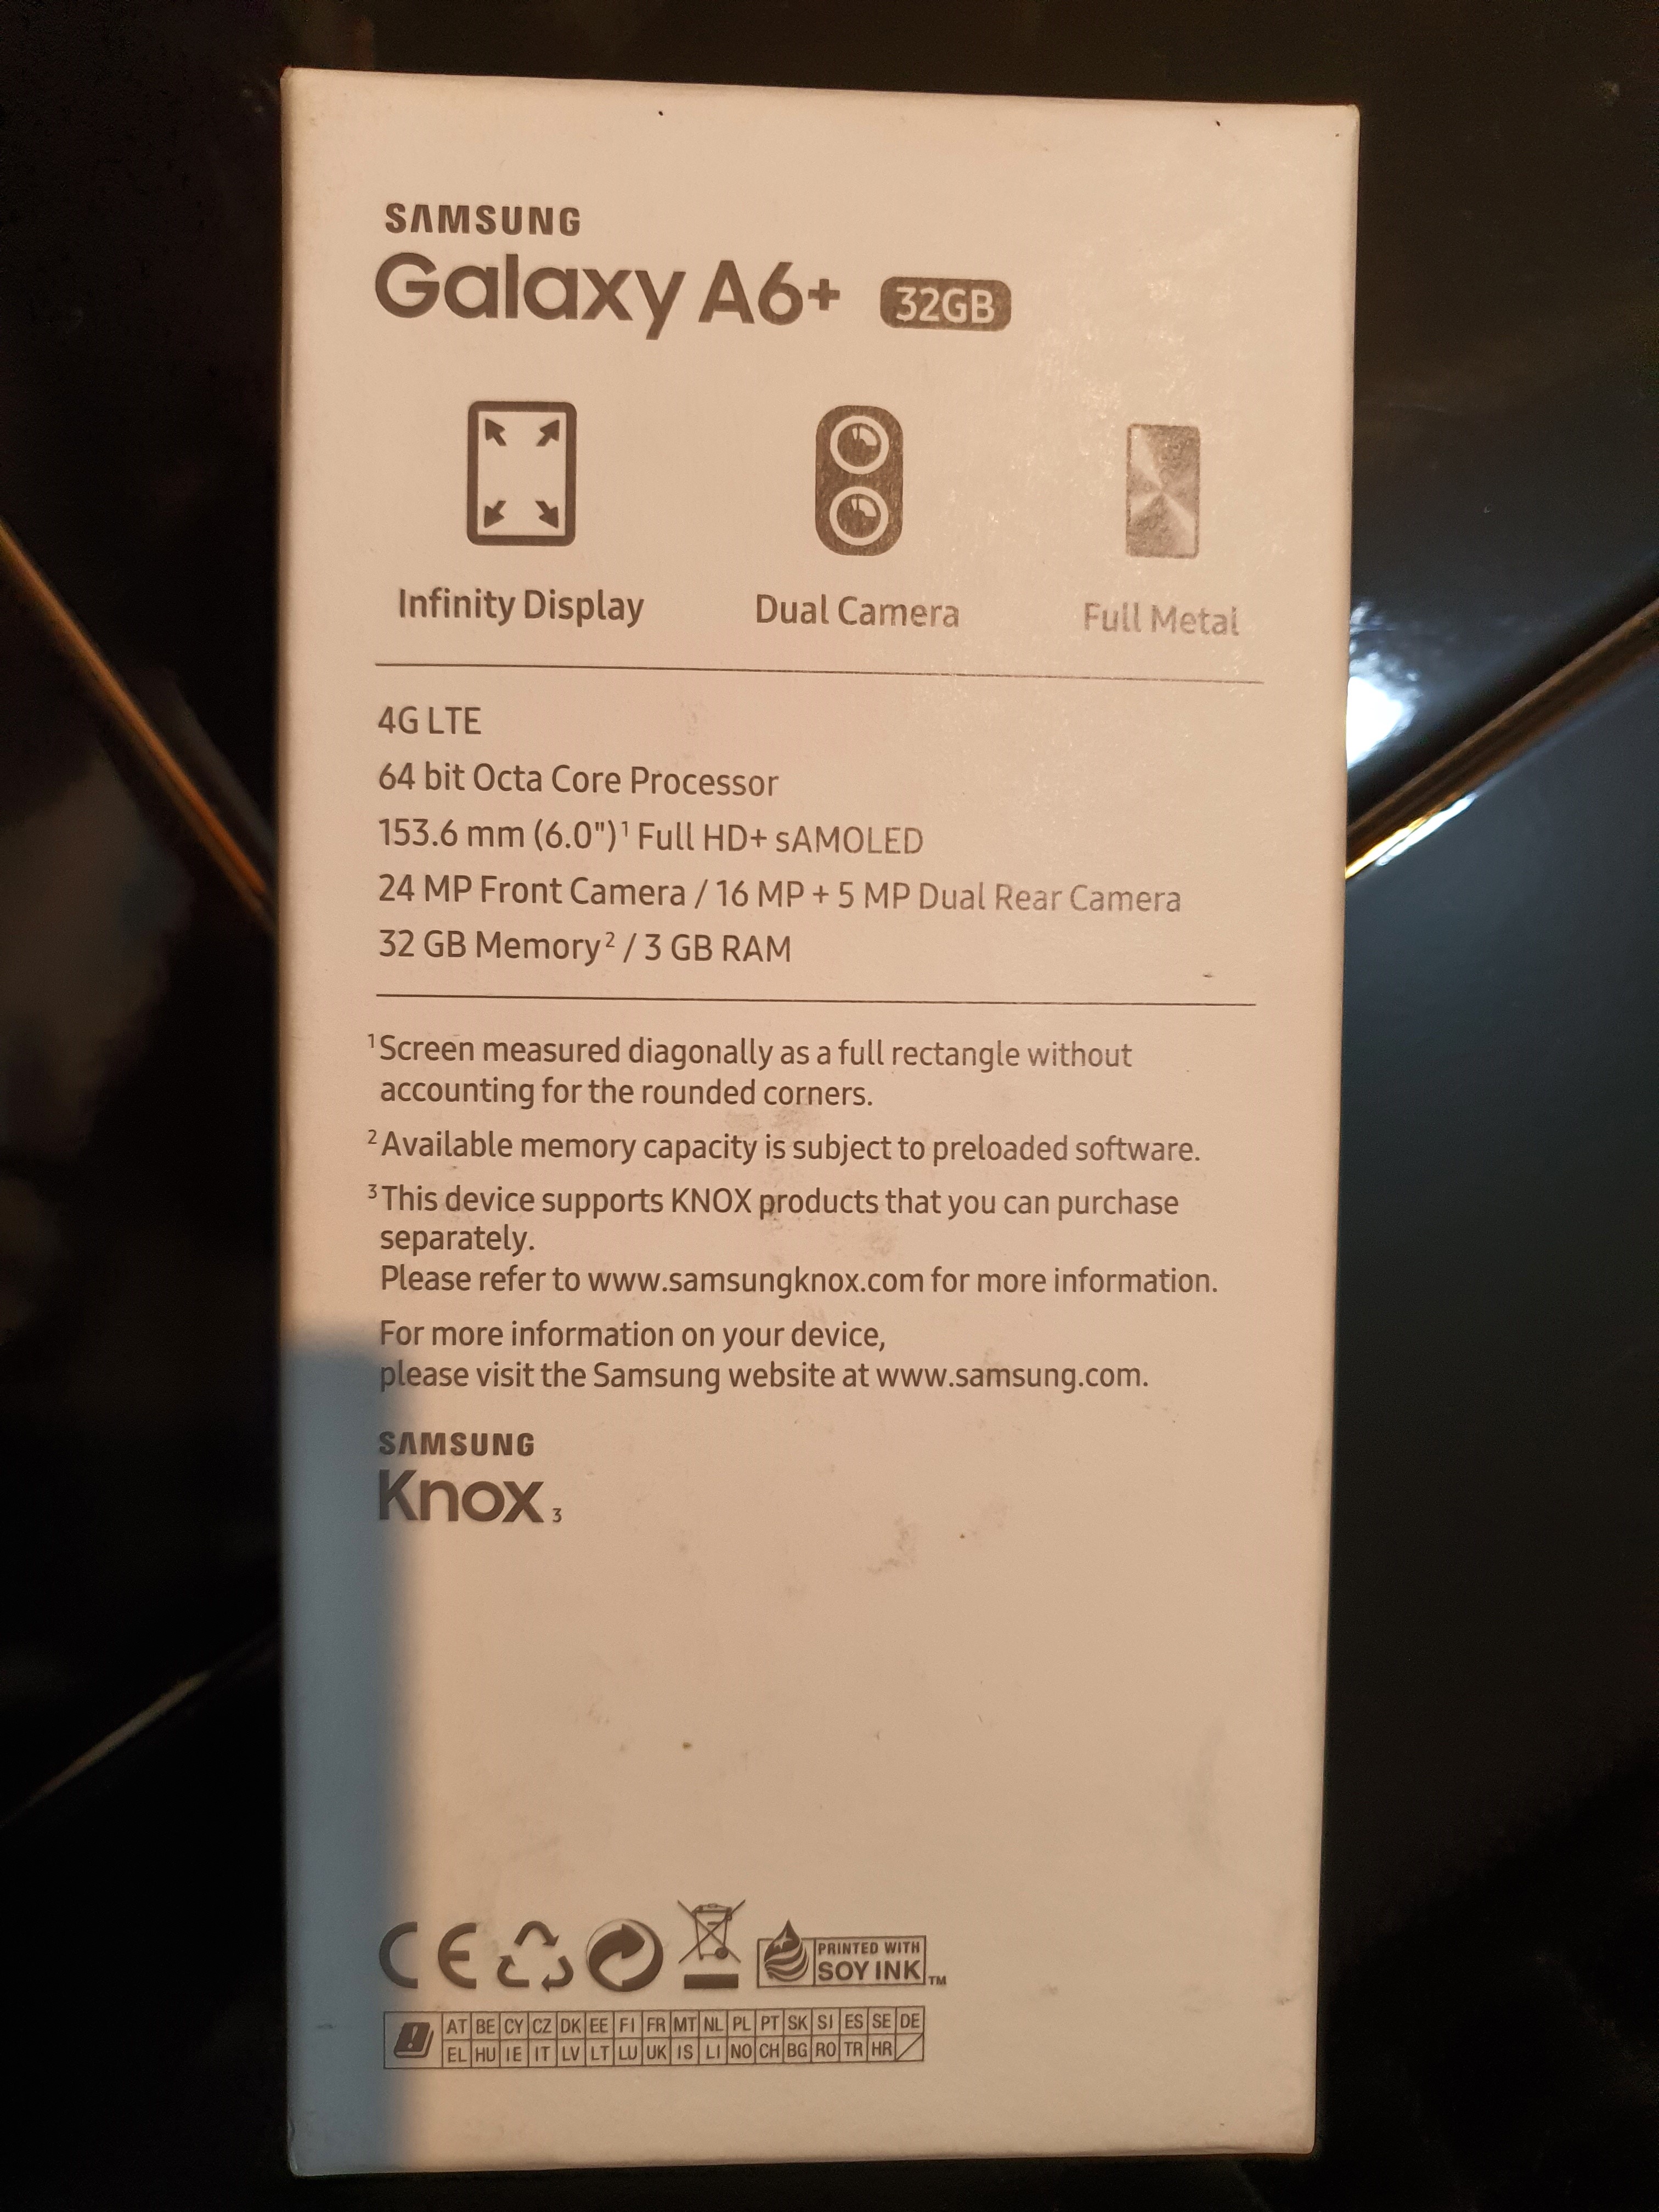 SAMSUNG
Galaxy A6+ 32GB
Infinity Display Dual Camera Full Metal
4G LTE
64 bit Octa Core Processor
153.6 mm (6.0")¹ Full HD+ sAMOLED
24 MP Front Camera / 16 MP + 5 MP Dual Rear Camera
32 GB Memory² / 3 GB RAM
¹Screen measured diagonally as a full rectangle without
accounting for the rounded corners.
²Available memory capacity is subject to preloaded software.
³This device supports KNOX products that you can purchase
separately.
Please refer to www.samsungknox.com for more information.
For more information on your device,
please visit the Samsung website at www.samsung.com.
SAMSUNG
Knox 3
CE
PRINTED WITH
SOY INK TM
AT BE CY CZ DK EE FI FR MT NL PL PT SK SI ES SE DE
EL HU IE IT LV LT LU UK IS LI NO CH BG RO TR HR